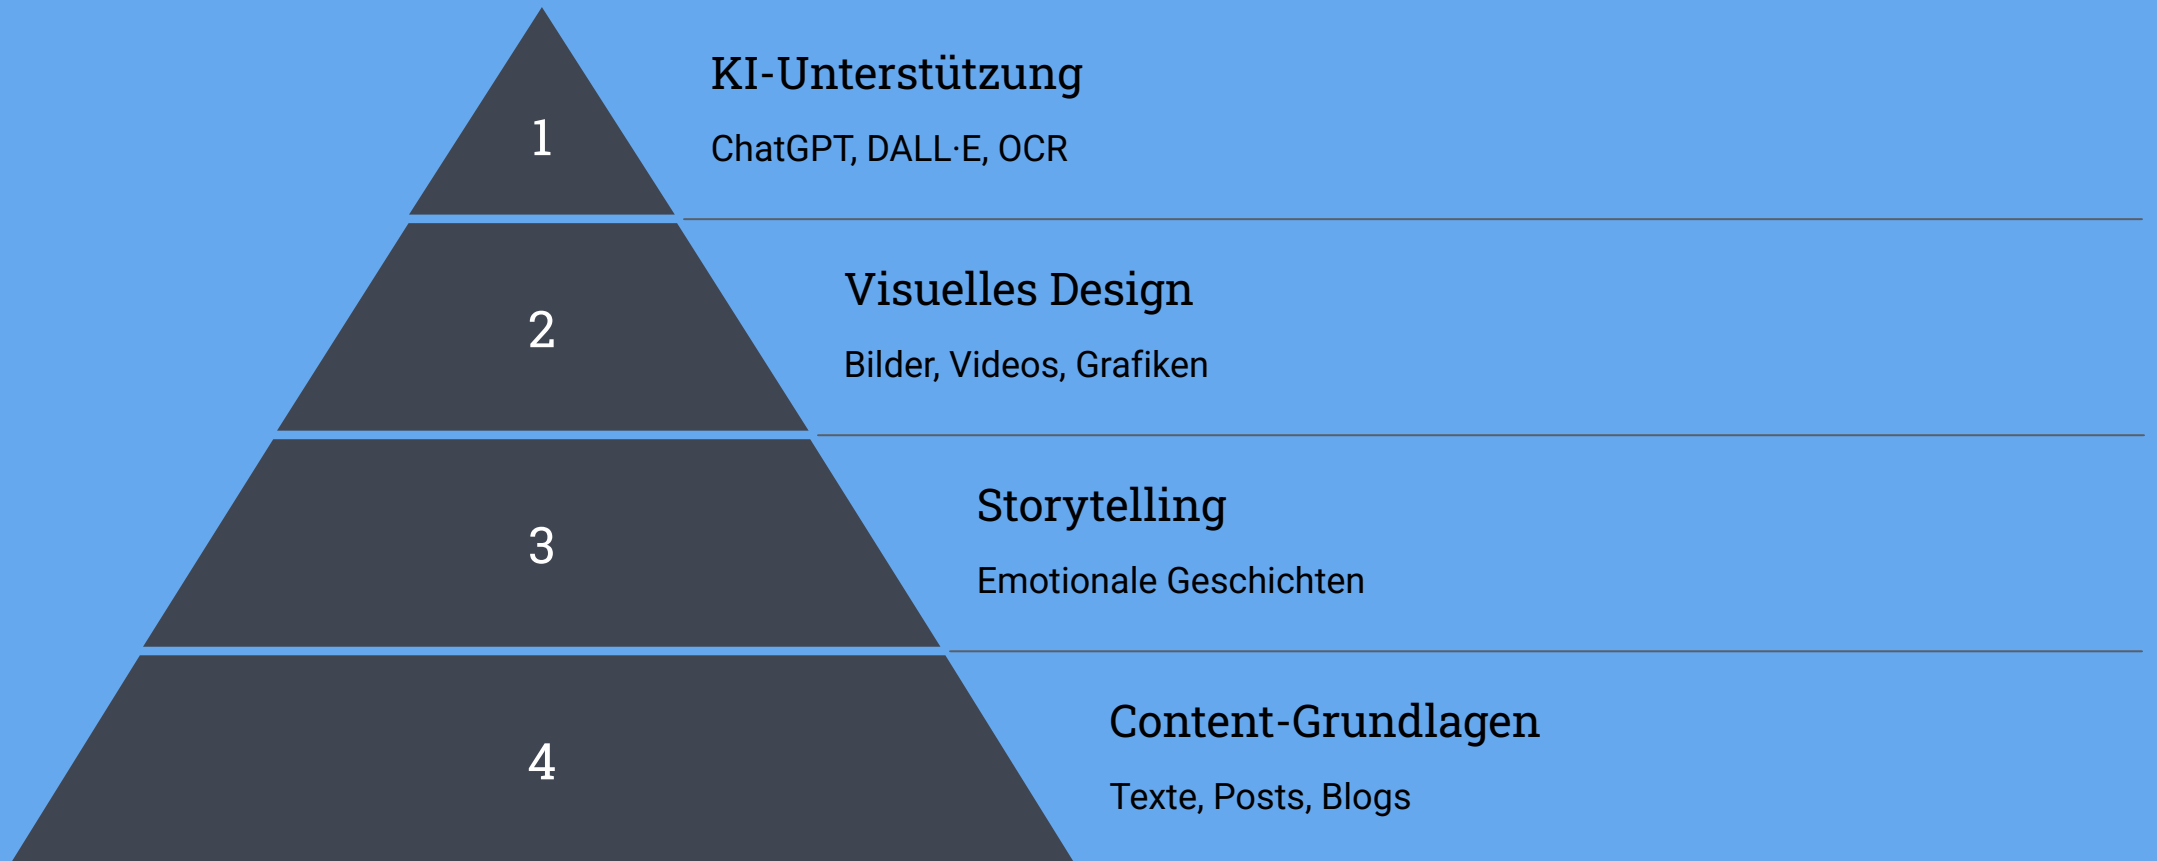 1
KI-Unterstützung
ChatGPT, DALL·E, OCR
2
Visuelles Design
Bilder, Videos, Grafiken
3
Storytelling
Emotionale Geschichten
4
Content-Grundlagen
Texte, Posts, Blogs